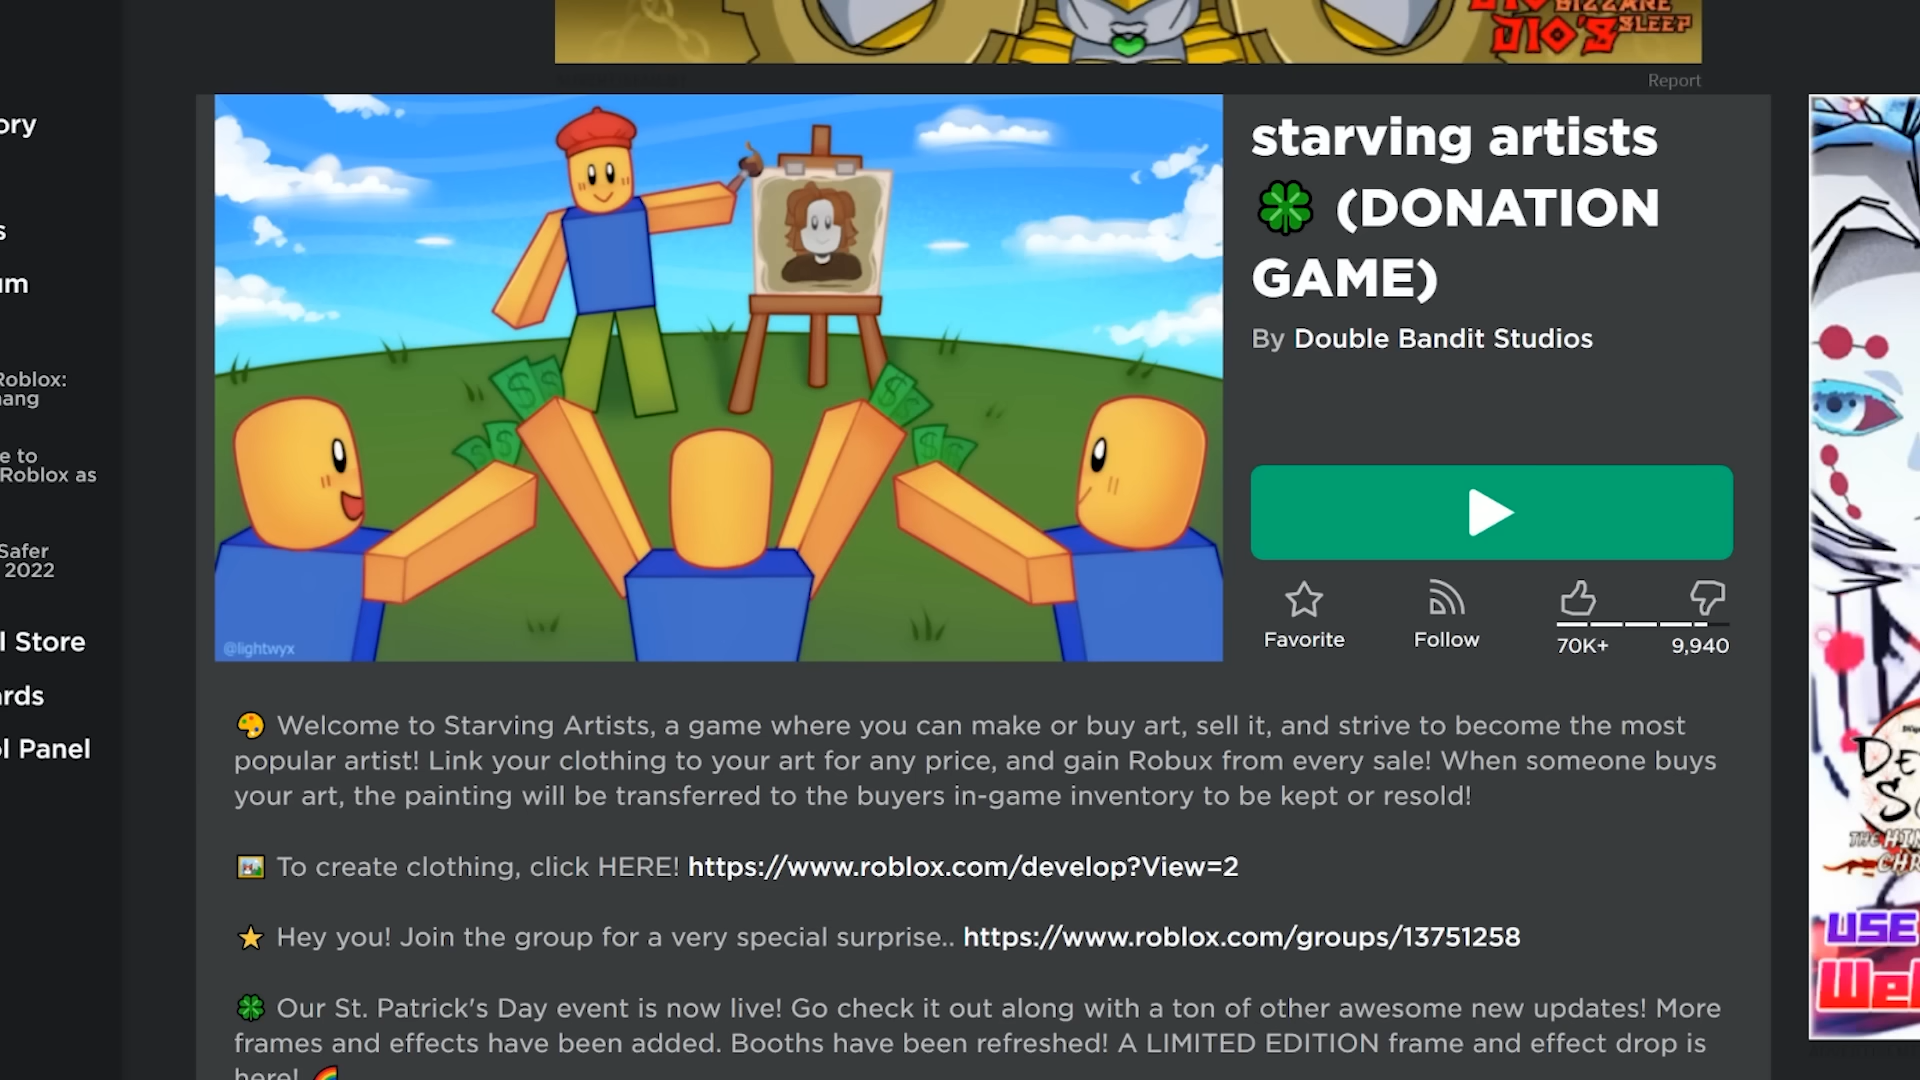 BIZZARE
JIO'S SLEEP
Report
ory
s
um
Roblox:
hang
e to
Roblox as
Safer
2022
l Store
ards
ol Panel
starving artists
🍀 (DONATION
GAME)
By Double Bandit Studios
Favorite
Follow
70K+
9,940
@lightwyx
🎨 Welcome to Starving Artists, a game where you can make or buy art, sell it, and strive to become the most
popular artist! Link your clothing to your art for any price, and gain Robux from every sale! When someone buys
your art, the painting will be transferred to the buyers in-game inventory to be kept or resold!
🖼️ To create clothing, click HERE! https://www.roblox.com/develop?View=2
⭐ Hey you! Join the group for a very special surprise.. https://www.roblox.com/groups/13751258
🍀 Our St. Patrick's Day event is now live! Go check it out along with a ton of other awesome new updates! More
frames and effects have been added. Booths have been refreshed! A LIMITED EDITION frame and effect drop is
here! 🌈
USE